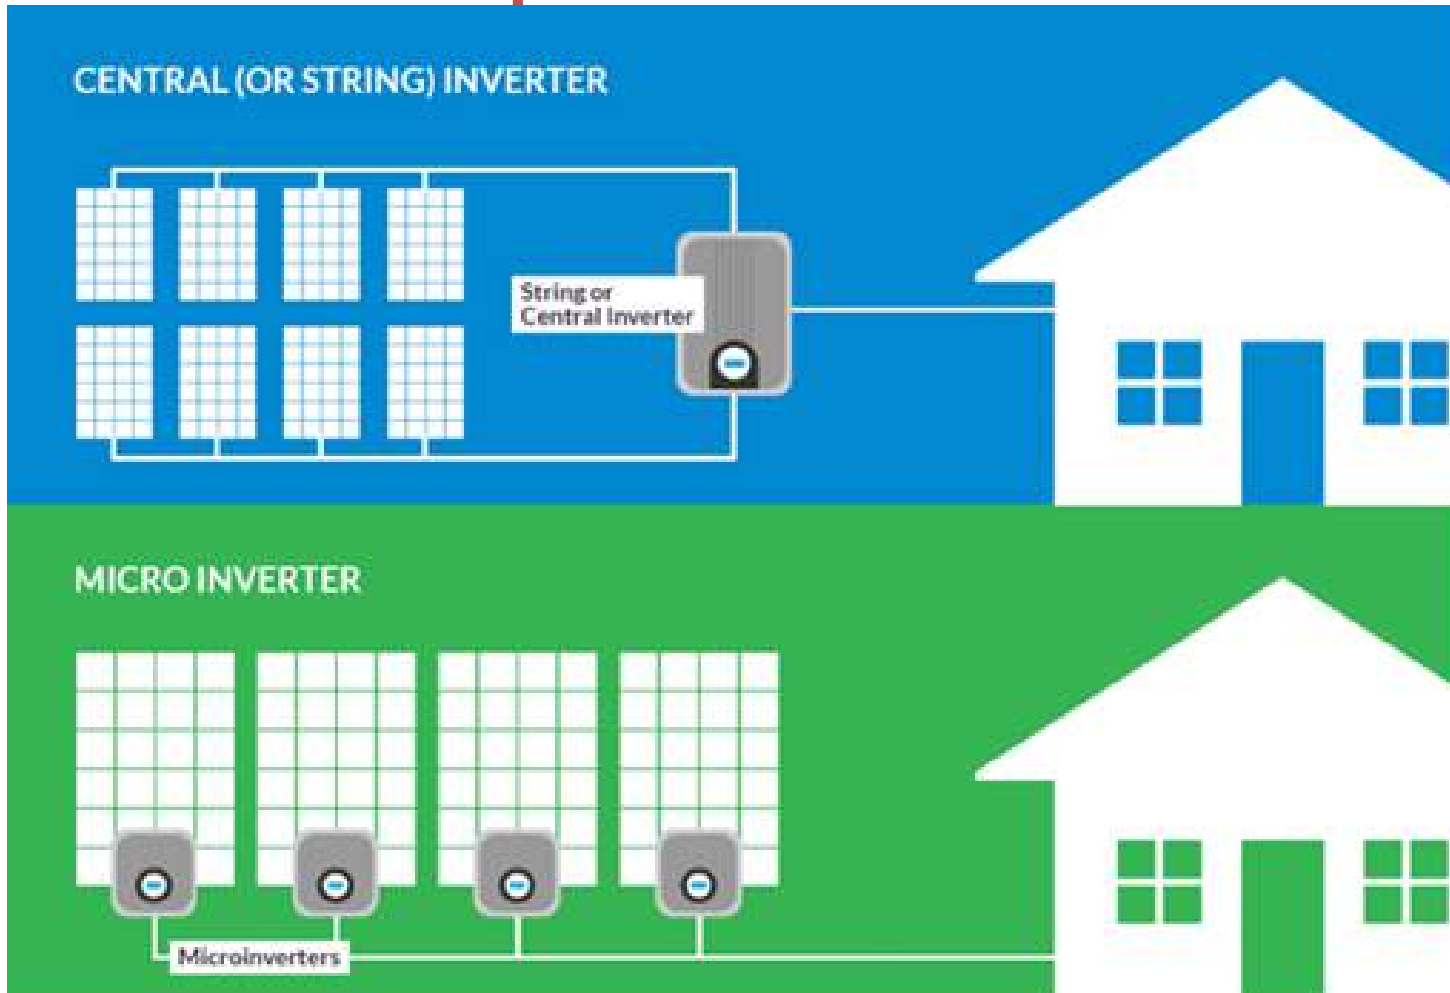 CENTRAL (OR STRING) INVERTER
String or
Central Inverter
MICRO INVERTER
Microinverters